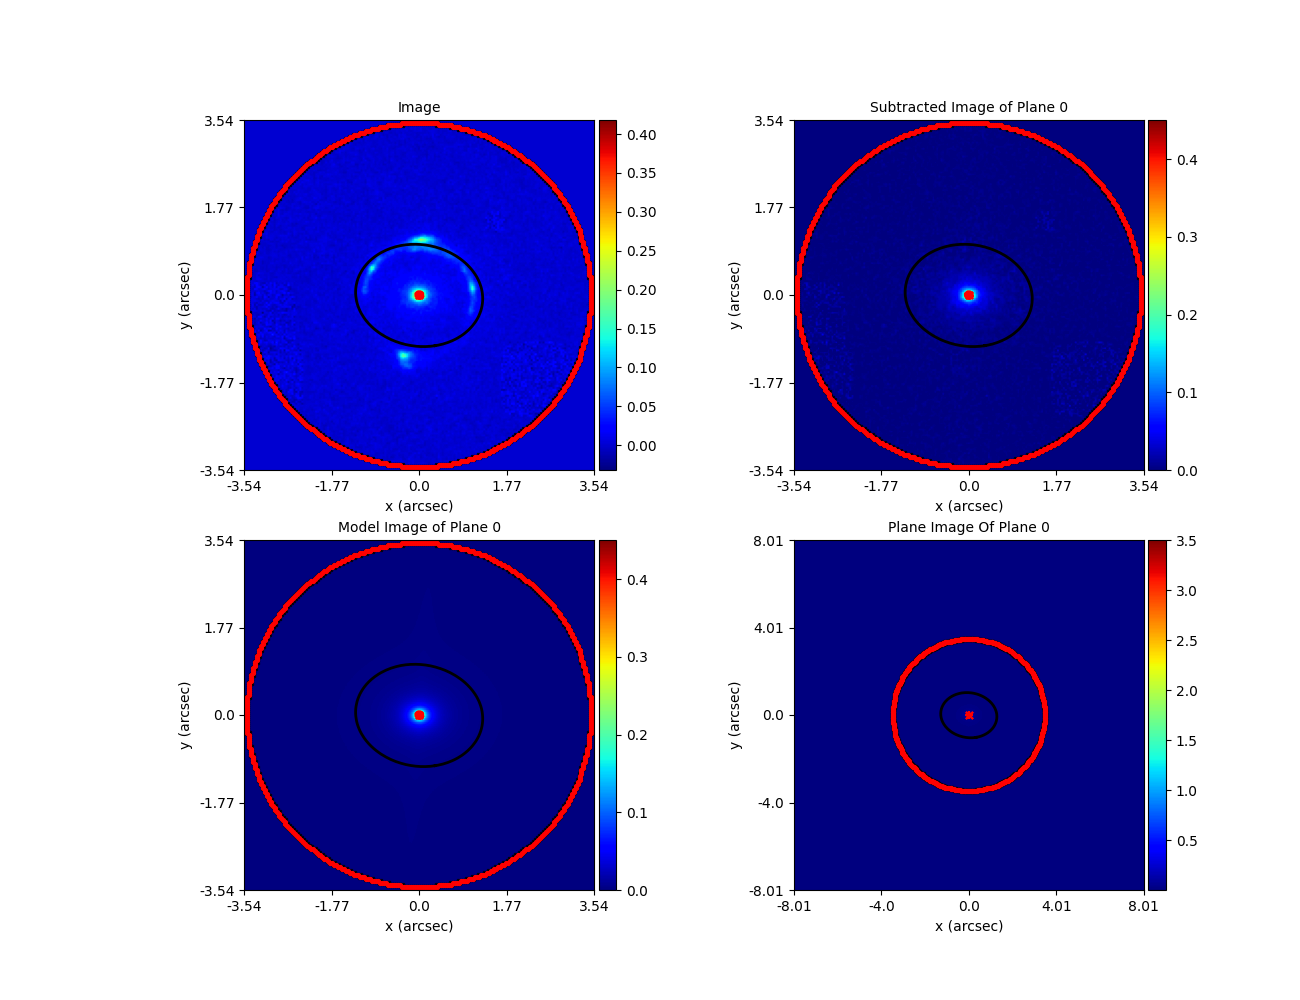 Image
3.54
1.77
0.0
-1.77
-3.54
y (arcsec)
-3.54 -1.77 0.0 1.77 3.54
x (arcsec)
0.40
0.35
0.30
0.25
0.20
0.15
0.10
0.05
0.00
Subtracted Image of Plane 0
3.54
1.77
0.0
-1.77
-3.54
y (arcsec)
-3.54 -1.77 0.0 1.77 3.54
x (arcsec)
0.4
0.3
0.2
0.1
0.0
Model Image of Plane 0
3.54
1.77
0.0
-1.77
-3.54
y (arcsec)
-3.54 -1.77 0.0 1.77 3.54
x (arcsec)
0.4
0.3
0.2
0.1
0.0
Plane Image Of Plane 0
8.01
4.01
0.0
-4.0
-8.01
y (arcsec)
-8.01 -4.0 0.0 4.01 8.01
x (arcsec)
3.5
3.0
2.5
2.0
1.5
1.0
0.5